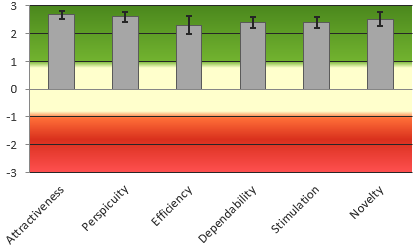 3
2
1
0
-1
-2
-3
Attractiveness
Perspicuity
Efficiency
Dependability
Stimulation
Novelty